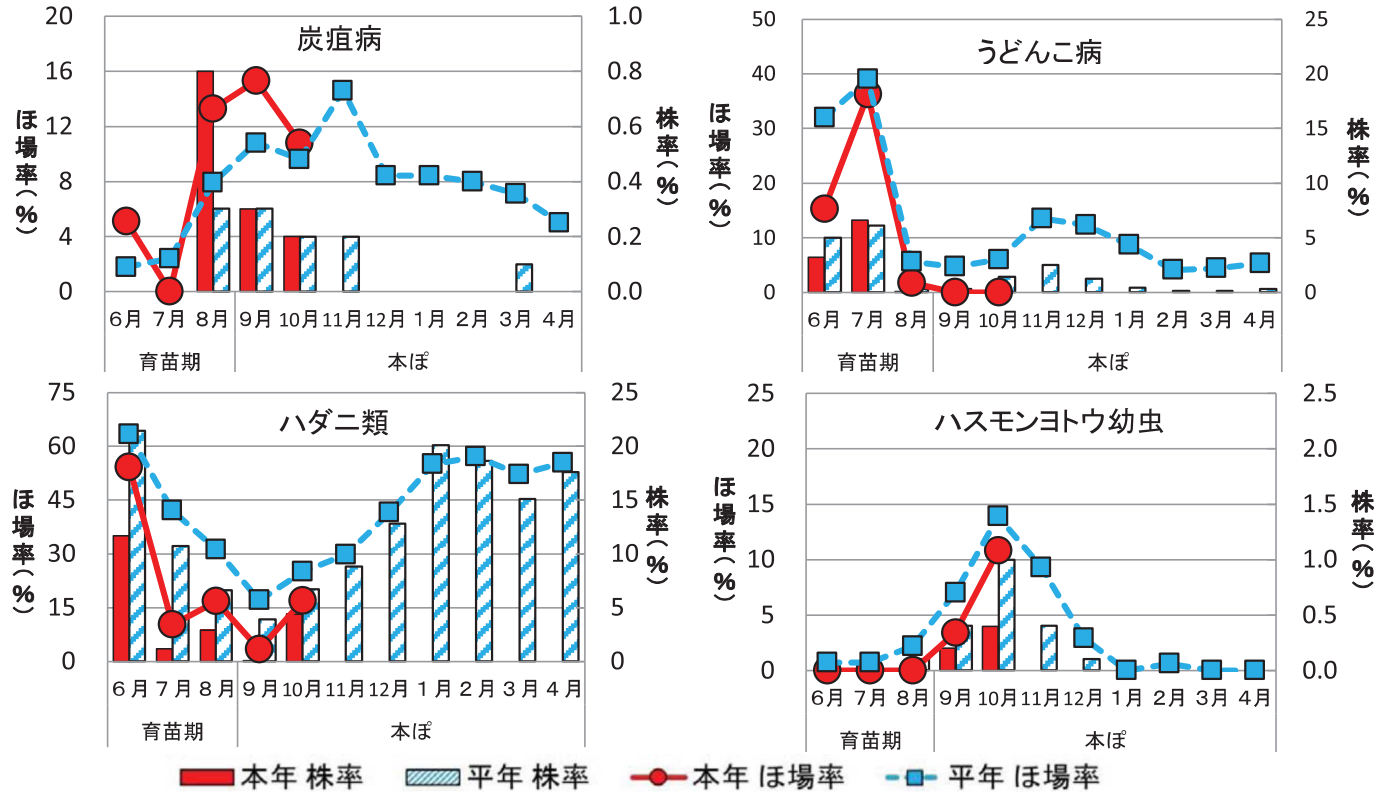 炭疽病
20
16
12
8
4
0
ほ場率(%)
1.0
0.8
0.6
0.4
0.2
0.0
株率(%)
6月 7月 8月 9月 10月 11月 12月 1月 2月 3月 4月
育苗期 本ぽ
うどんこ病
50
40
30
20
10
0
ほ場率(%)
25
20
15
10
5
0
株率(%)
6月 7月 8月 9月 10月 11月 12月 1月 2月 3月 4月
育苗期 本ぽ
ハダニ類
75
60
45
30
15
0
ほ場率(%)
25
20
15
10
5
0
株率(%)
6月 7月 8月 9月 10月 11月 12月 1月 2月 3月 4月
育苗期 本ぽ
ハスモンヨトウ幼虫
25
20
15
10
5
0
ほ場率(%)
2.5
2.0
1.5
1.0
0.5
0.0
株率(%)
6月 7月 8月 9月 10月 11月 12月 1月 2月 3月 4月
育苗期 本ぽ
本年 株率 平年 株率 本年 ほ場率 平年 ほ場率